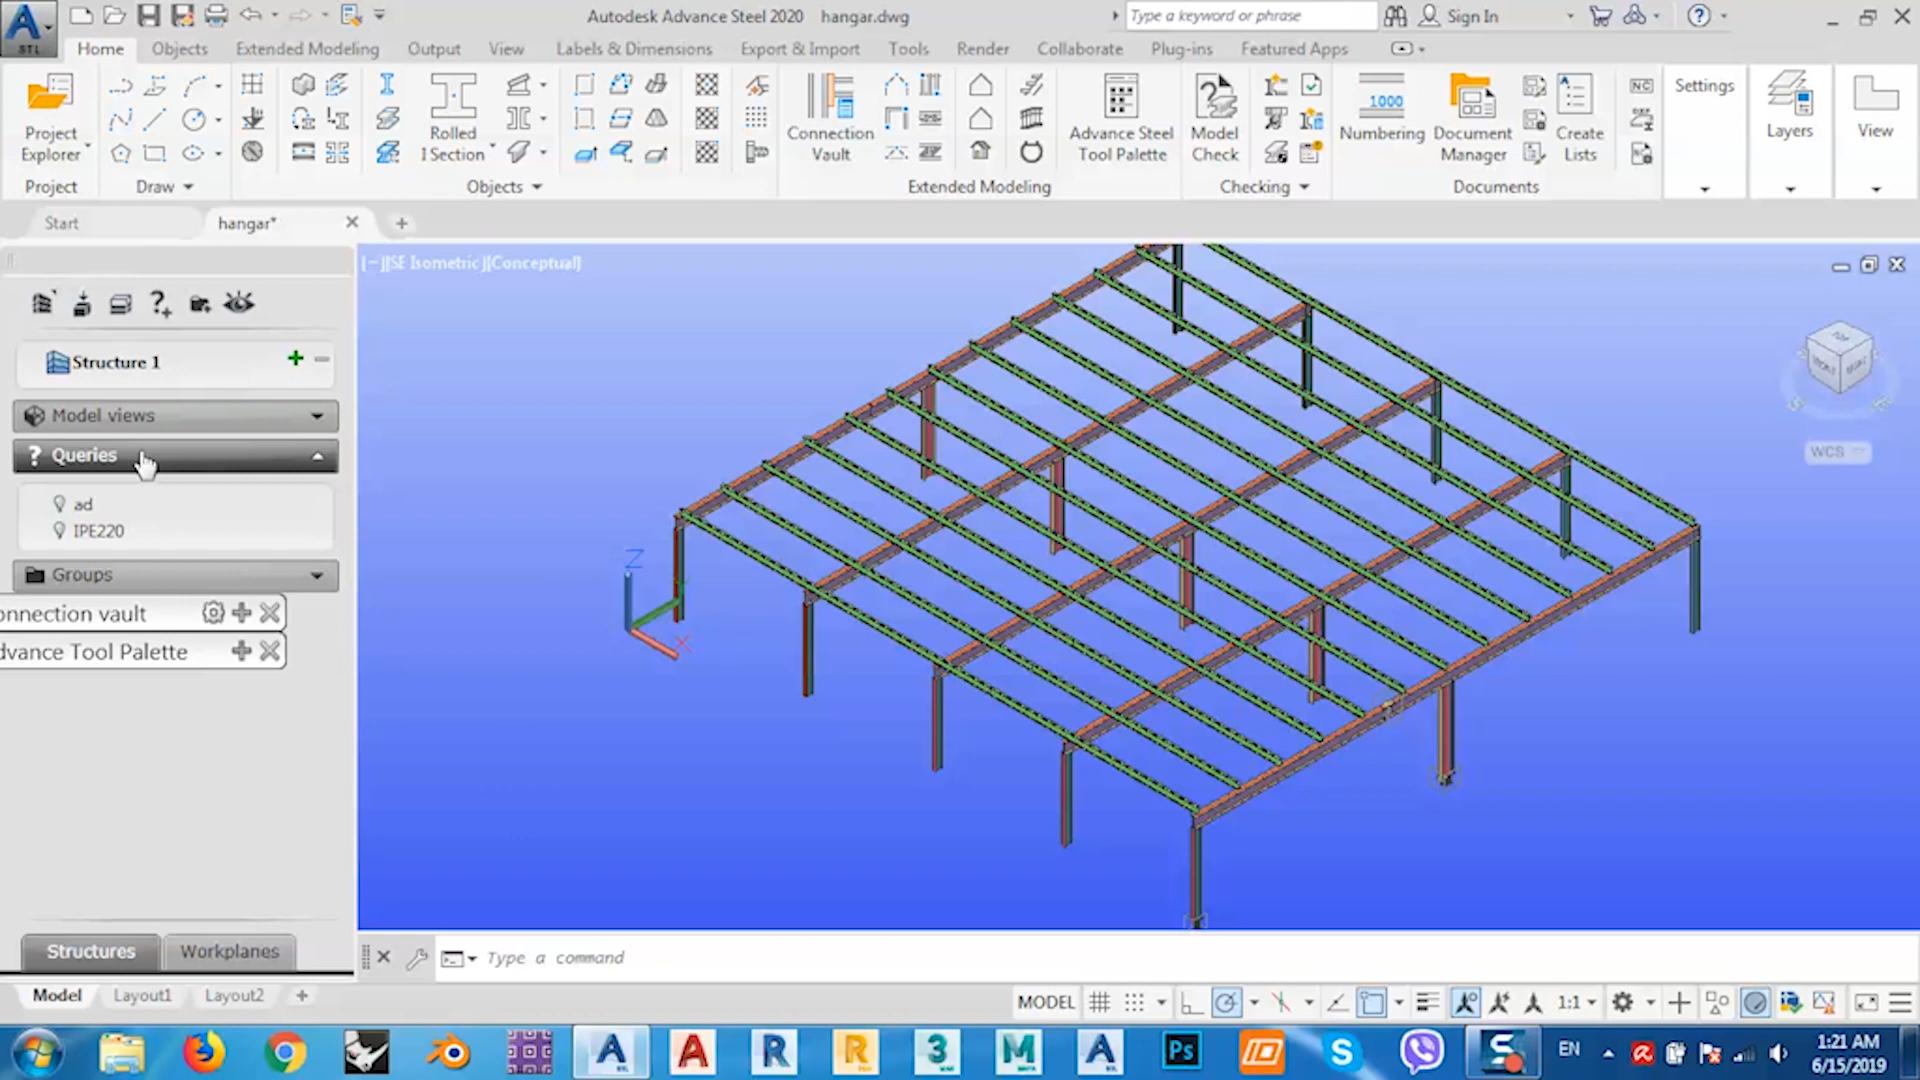 Autodesk Advance Steel 2020 hangar.dwg
Type a keyword or phrase
Sign In
STL
Home Objects Extended Modeling Output View Labels & Dimensions Export & Import Tools Render Collaborate Plug-ins Featured Apps
Project Explorer
Rolled I Section
Connection Vault
Advance Steel Tool Palette
Model Check
1000
Numbering
Document Manager
Create Lists
NC
Settings
Layers
View
Project Draw Objects Extended Modeling Checking Documents
Start
hangar*
[−][SE Isometric][Conceptual]
Structure 1
Model views
Queries
ad
IPE220
Groups
onnection vault
dvance Tool Palette
Z
TOP
WCS
Structures Workplanes
Type a command
Model Layout1 Layout2
MODEL
1:1
EN
1:21 AM
6/15/2019